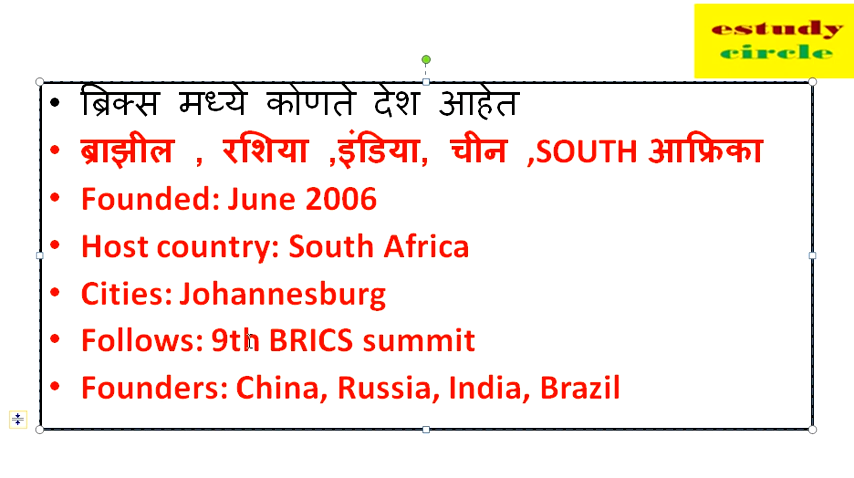 estudy
circle
ब्रिक्स मध्ये कोणते देश आहेत
ब्राझील , रशिया ,इंडिया, चीन ,SOUTH आफ्रिका
Founded: June 2006
Host country: South Africa
Cities: Johannesburg
Follows: 9th BRICS summit
Founders: China, Russia, India, Brazil